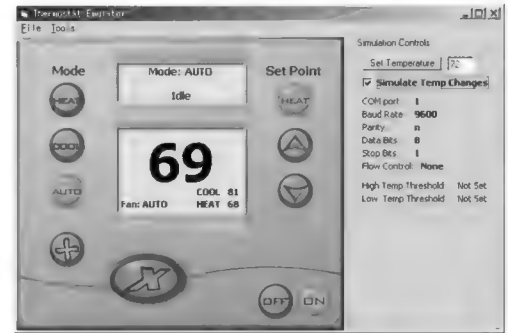 Thermostat Emulator
File Tools
Mode
HEAT
COOL
AUTO
Mode: AUTO
Idle
69
COOL 81
Fan: AUTO HEAT 68
Set Point
HEAT
OFF ON
Simulation Controls
Set Temperature 72
Simulate Temp Changes
COM port 1
Baud Rate 9600
Parity n
Data Bits 8
Stop Bits 1
Flow Control: None
High Temp Threshold Not Set
Low Temp Threshold Not Set